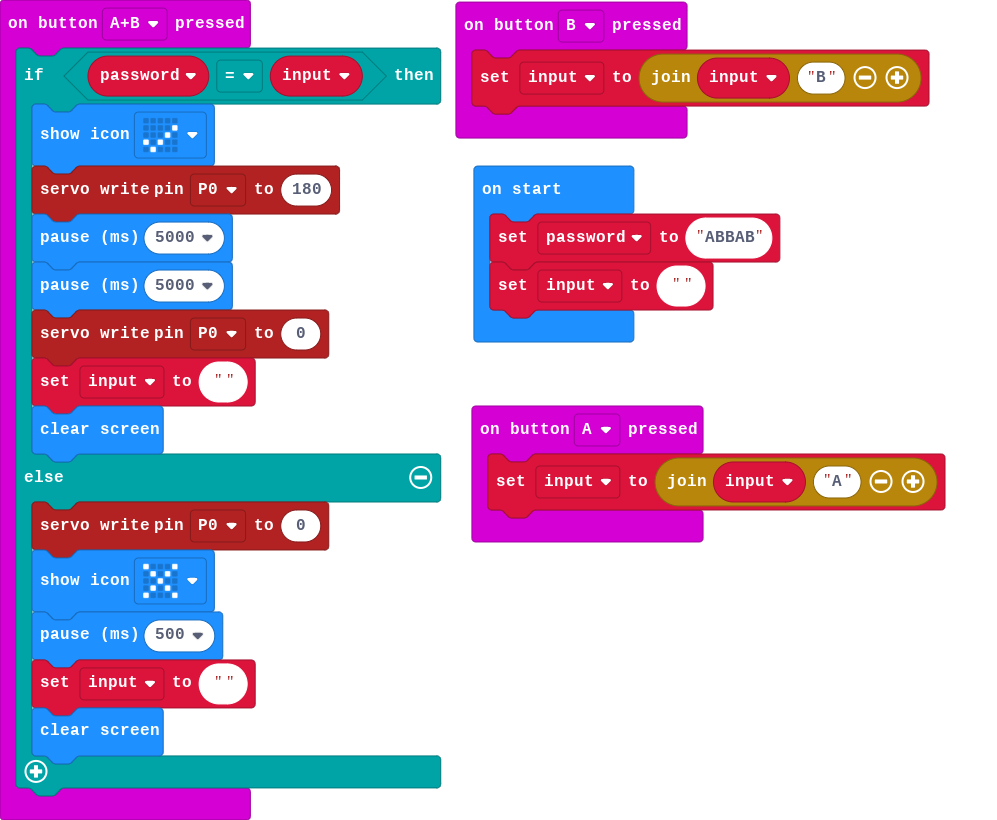 on button A+B pressed
if password = input then
show icon
servo write pin P0 to 180
pause (ms) 5000
pause (ms) 5000
servo write pin P0 to 0
set input to " "
clear screen
else
servo write pin P0 to 0
show icon
pause (ms) 500
set input to " "
clear screen
on button B pressed
set input to join input "B"
on start
set password to "ABBAB"
set input to " "
on button A pressed
set input to join input "A"